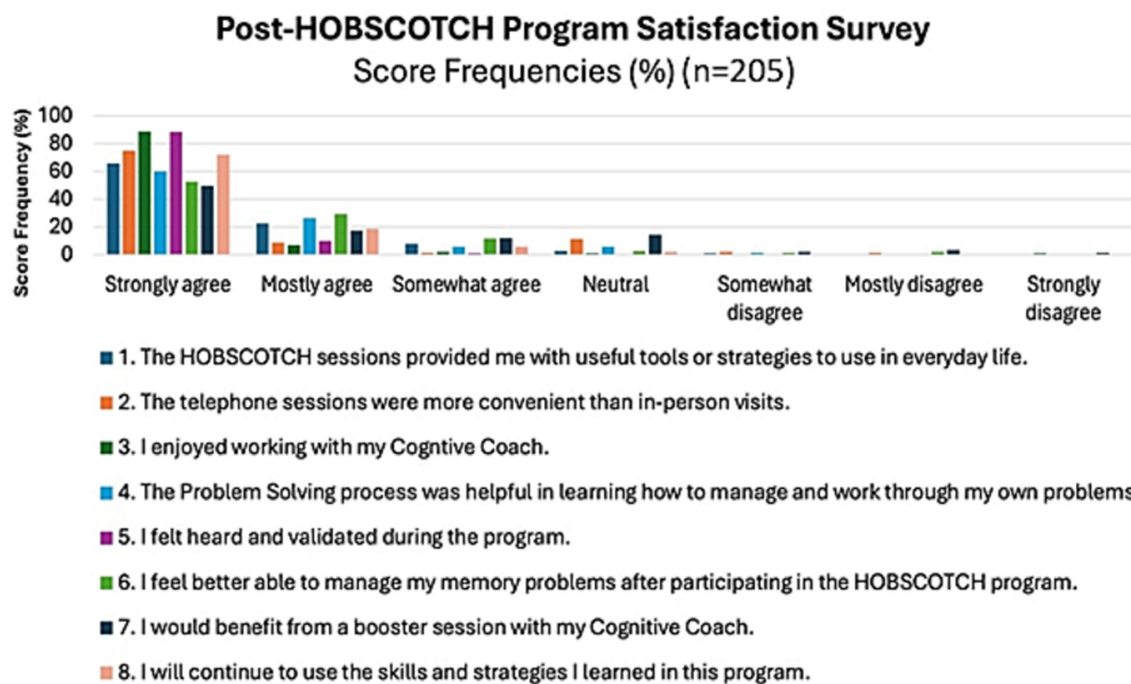 Post-HOBSCOTCH Program Satisfaction Survey
Score Frequencies (%) (n=205)
Score Frequency (%)
100
80
60
40
20
0
Strongly agree
Mostly agree
Somewhat agree
Neutral
Somewhat
disagree
Mostly disagree
Strongly
disagree
1. The HOBSCOTCH sessions provided me with useful tools or strategies to use in everyday life.
2. The telephone sessions were more convenient than in-person visits.
3. I enjoyed working with my Cogntive Coach.
4. The Problem Solving process was helpful in learning how to manage and work through my own problems
5. I felt heard and validated during the program.
6. I feel better able to manage my memory problems after participating in the HOBSCOTCH program.
7. I would benefit from a booster session with my Cognitive Coach.
8. I will continue to use the skills and strategies I learned in this program.